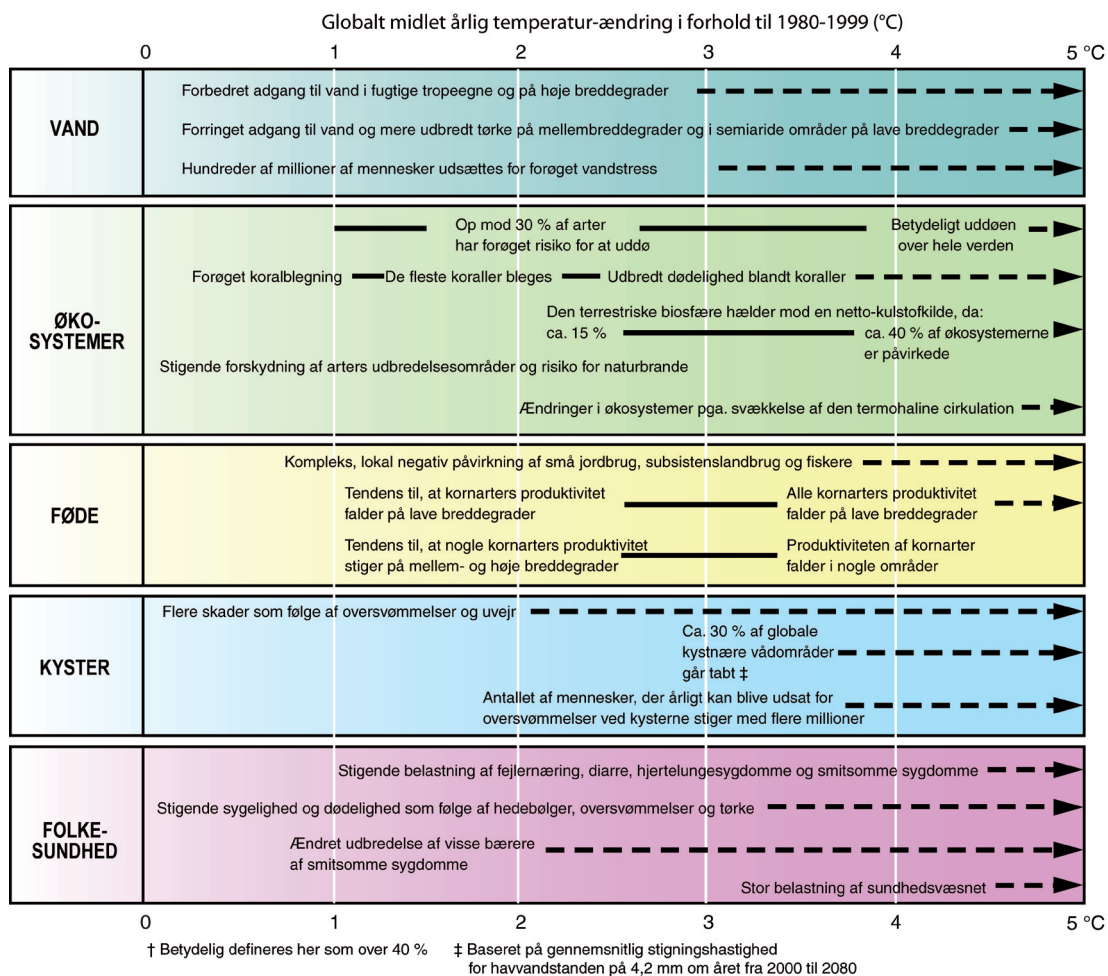 Globalt midlet årlig temperatur-ændring i forhold til 1980-1999 (°C)
0 1 2 3 4 5 °C
VAND
Forbedret adgang til vand i fugtige tropeegne og på høje breddegrader
Forringet adgang til vand og mere udbredt tørke på mellembreddegrader og i semiaride områder på lave breddegrader
Hundreder af millioner af mennesker udsættes for forøget vandstress
ØKO-
SYSTEMER
Op mod 30 % af arter
har forøget risiko for at uddø
Betydeligt uddøen
over hele verden
Forøget koralblegning
De fleste koraller bleges
Udbredt dødelighed blandt koraller
Den terrestriske biosfære hælder mod en netto-kulstofkilde, da:
ca. 15 %
ca. 40 % af økosystemerne
er påvirkede
Stigende forskydning af arters udbredelsesområder og risiko for naturbrande
Ændringer i økosystemer pga. svækkelse af den termohaline cirkulation
FØDE
Kompleks, lokal negativ påvirkning af små jordbrug, subsistenslandbrug og fiskere
Tendens til, at kornarters produktivitet
falder på lave breddegrader
Alle kornarters produktivitet
falder på lave breddegrader
Tendens til, at nogle kornarters produktivitet
stiger på mellem- og høje breddegrader
Produktiviteten af kornarter
falder i nogle områder
KYSTER
Flere skader som følge af oversvømmelser og uvejr
Ca. 30 % af globale
kystnære vådområder
går tabt ‡
Antallet af mennesker, der årligt kan blive udsat for
oversvømmelser ved kysterne stiger med flere millioner
FOLKE-
SUNDHED
Stigende belastning af fejlernæring, diarre, hjertelungesygdomme og smitsomme sygdomme
Stigende sygelighed og dødelighed som følge af hedebølger, oversvømmelser og tørke
Ændret udbredelse af visse bærere
af smitsomme sygdomme
Stor belastning af sundhedsvæsnet
0 1 2 3 4 5 °C
† Betydelig defineres her som over 40 %
‡ Baseret på gennemsnitlig stigningshastighed
for havvandstanden på 4,2 mm om året fra 2000 til 2080